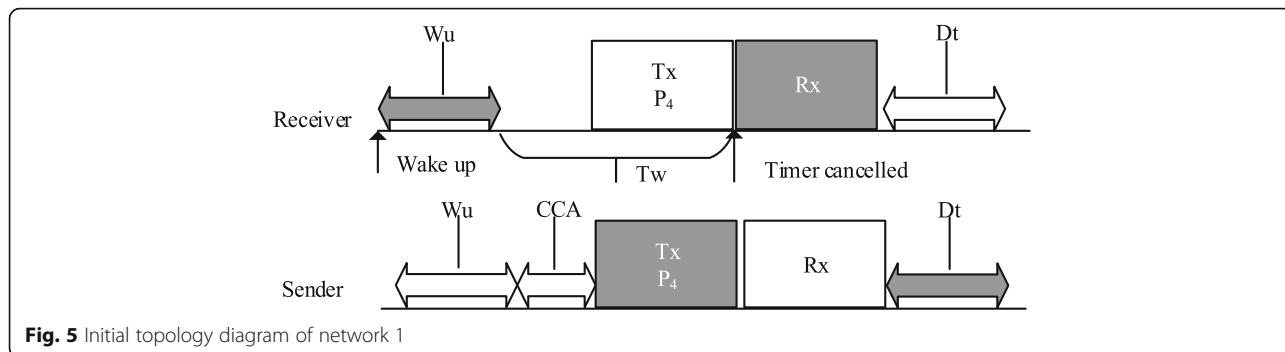 Wu
Dt
Tx
P₄
Rx
Receiver
Wake up
Tw
Timer cancelled
Wu
CCA
Dt
Tx
P₄
Rx
Sender
Fig. 5 Initial topology diagram of network 1